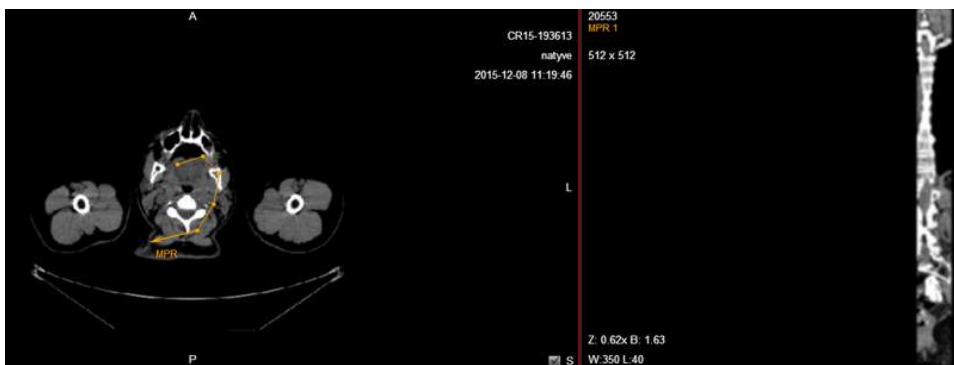 A
CR15-193613
natyve
2015-12-08 11:19:46
L
MPR
P
S
20553
MPR 1
512 x 512
Z: 0.62x B: 1.63
W:350 L:40